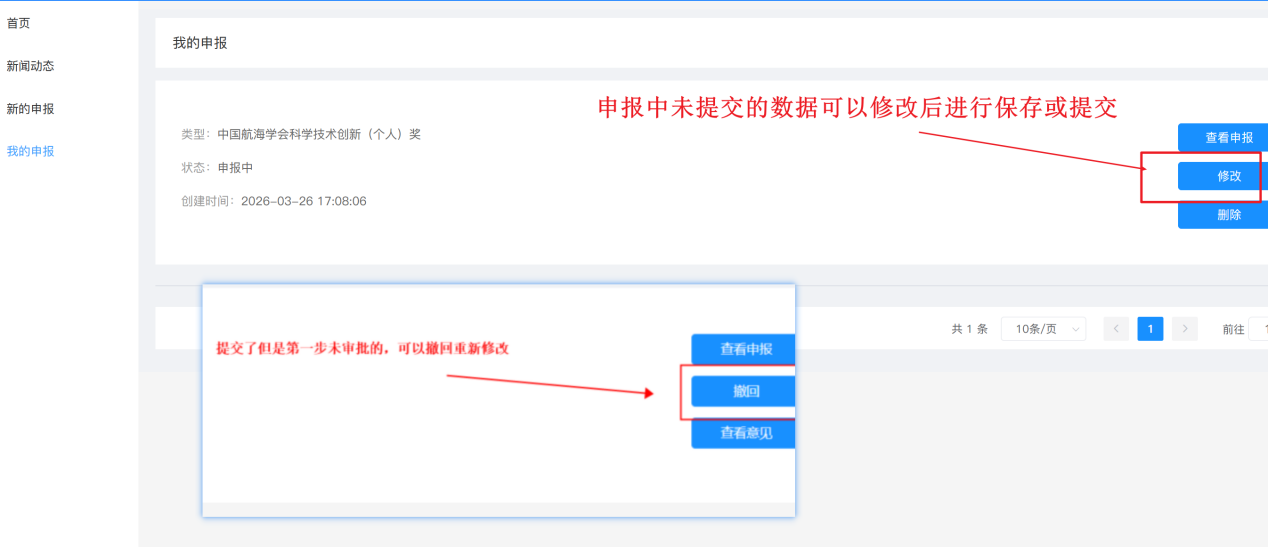 首页
新闻动态
新的申报
我的申报
我的申报
申报中未提交的数据可以修改后进行保存或提交
类型：中国航海学会科学技术创新（个人）奖
状态：申报中
创建时间：2026-03-26 17:08:06
查看申报
修改
删除
共 1 条
10条/页
1
前往
1
提交了但是第一步未审批的，可以撤回重新修改
查看申报
撤回
查看意见